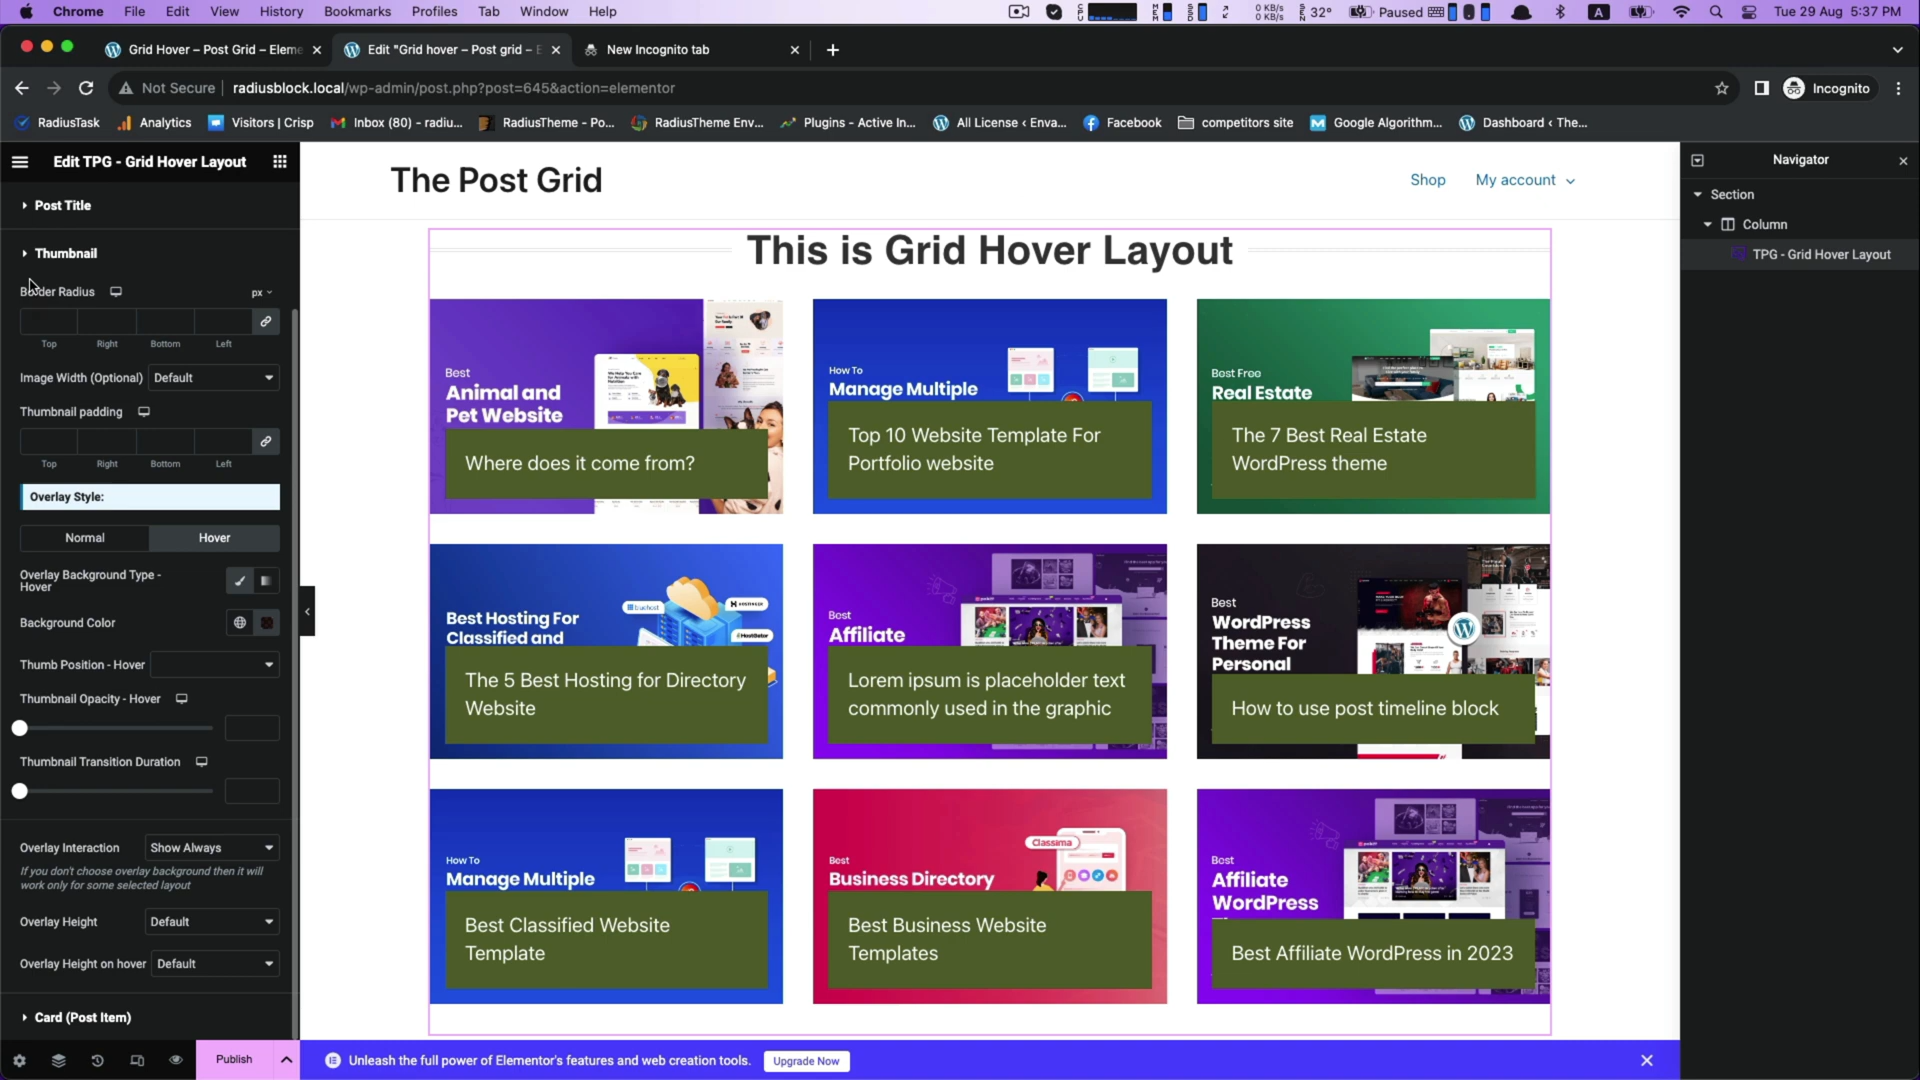 Chrome File Edit View History Bookmarks Profiles Tab Window Help
0 KB/s
0 KB/s
32° Paused A Tue 29 Aug 5:37 PM
Grid Hover – Post Grid – Eleme
Edit "Grid hover – Post grid – E
New Incognito tab
Not Secure radiusblock.local/wp-admin/post.php?post=645&action=elementor Incognito
RadiusTask Analytics Visitors | Crisp Inbox (80) - radiu... RadiusTheme - Po... RadiusTheme Env... Plugins - Active In... All License ‹ Enva... Facebook competitors site Google Algorithm... Dashboard ‹ The...
Edit TPG - Grid Hover Layout
Post Title
Thumbnail
Border Radius px
Top Right Bottom Left
Image Width (Optional) Default
Thumbnail padding
Top Right Bottom Left
Overlay Style:
Normal Hover
Overlay Background Type -
Hover
Background Color
Thumb Position - Hover
Thumbnail Opacity - Hover
Thumbnail Transition Duration
Overlay Interaction Show Always
If you don't choose overlay background then it will
work only for some selected layout
Overlay Height Default
Overlay Height on hover Default
Card (Post Item)
Publish
The Post Grid
Shop My account
This is Grid Hover Layout
Best
Animal and
Pet Website
Where does it come from?
How To
Manage Multiple
Top 10 Website Template For
Portfolio website
Best Free
Real Estate
The 7 Best Real Estate
WordPress theme
Best Hosting For
Classified and
The 5 Best Hosting for Directory
Website
Best
Affiliate
Lorem ipsum is placeholder text
commonly used in the graphic
Best
WordPress
Theme For
Personal
How to use post timeline block
How To
Manage Multiple
Best Classified Website
Template
Best
Business Directory
Classima
Best Business Website
Templates
Best
Affiliate
WordPress
Best Affiliate WordPress in 2023
Unleash the full power of Elementor's features and web creation tools. Upgrade Now
Navigator
Section
Column
TPG - Grid Hover Layout